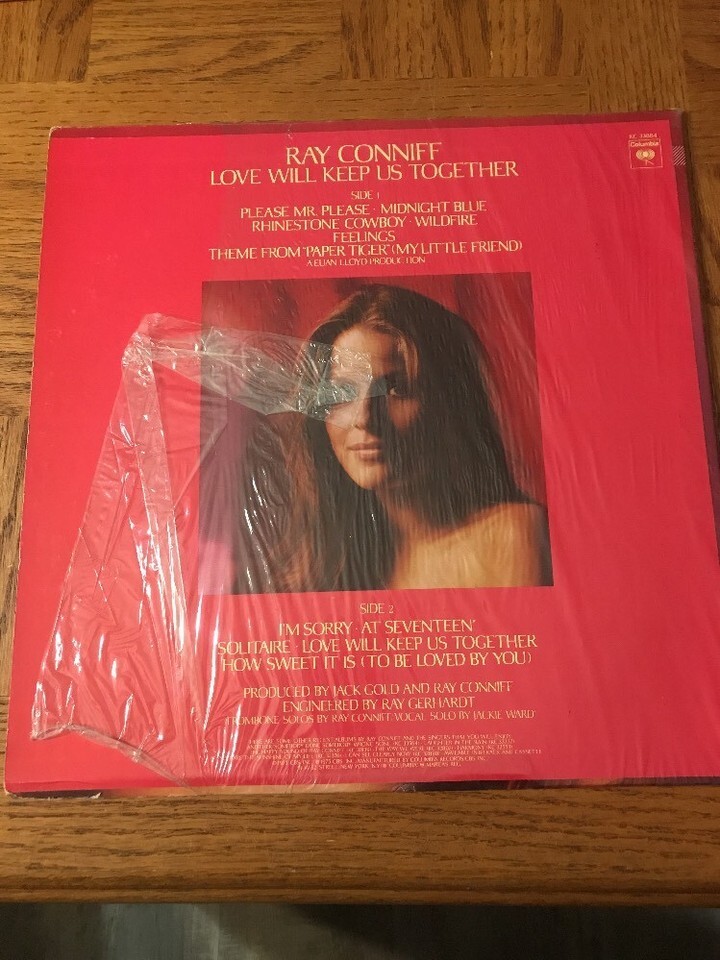 KC 33884
Columbia
RAY CONNIFF
LOVE WILL KEEP US TOGETHER
SIDE 1
PLEASE MR. PLEASE · MIDNIGHT BLUE
RHINESTONE COWBOY · WILDFIRE
FEELINGS
THEME FROM "PAPER TIGER" (MY LITTLE FRIEND)
A EUAN LLOYD PRODUCTION
SIDE 2
I'M SORRY · AT SEVENTEEN
SOLITAIRE · LOVE WILL KEEP US TOGETHER
HOW SWEET IT IS (TO BE LOVED BY YOU)
PRODUCED BY JACK GOLD AND RAY CONNIFF
ENGINEERED BY RAY GERHARDT
TROMBONE SOLOS BY RAY CONNIFF. VOCAL SOLO BY JACKIE WARD